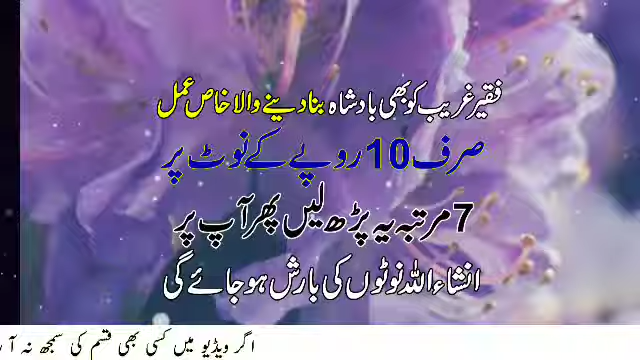 فقیر غریب کو بھی بادشاہ بنا دینے والا خاص عمل
صرف 10 روپے کے نوٹ پر
7 مرتبہ یہ پڑھ لیں پھر آپ پر
انشاء اللہ نوٹوں کی بارش ہو جائے گی
اگر ویڈیو میں کسی بھی قسم کی سمجھ نہ آ